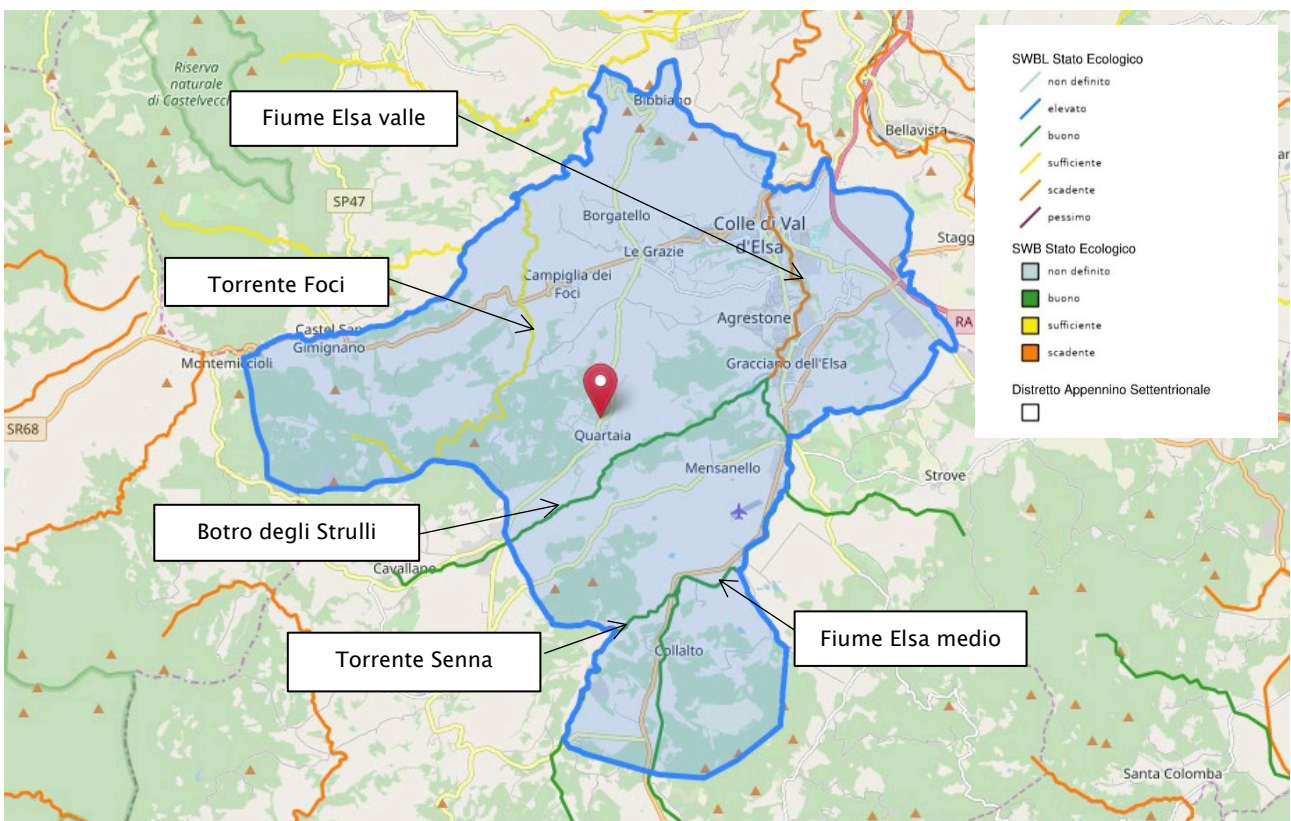 Riserva
naturale
di Castelvecc
SP47
Bibbiano
Bellavista
Fiume Elsa valle
Borgatello
Colle di Val
d'Elsa
Le Grazie
Stagg
Torrente Foci
Campiglia dei
Foci
Castel San
Gimignano
Montemiccioli
Agrestone
RA
Gracciano dell'Elsa
SR68
Quartaia
Mensanello
Strove
Botro degli Strulli
Cavallano
Torrente Senna
Collalto
Fiume Elsa medio
Santa Colomba
SWBL Stato Ecologico
non definito
elevato
buono
sufficiente
scadente
pessimo
SWB Stato Ecologico
non definito
buono
sufficiente
scadente
Distretto Appennino Settentrionale